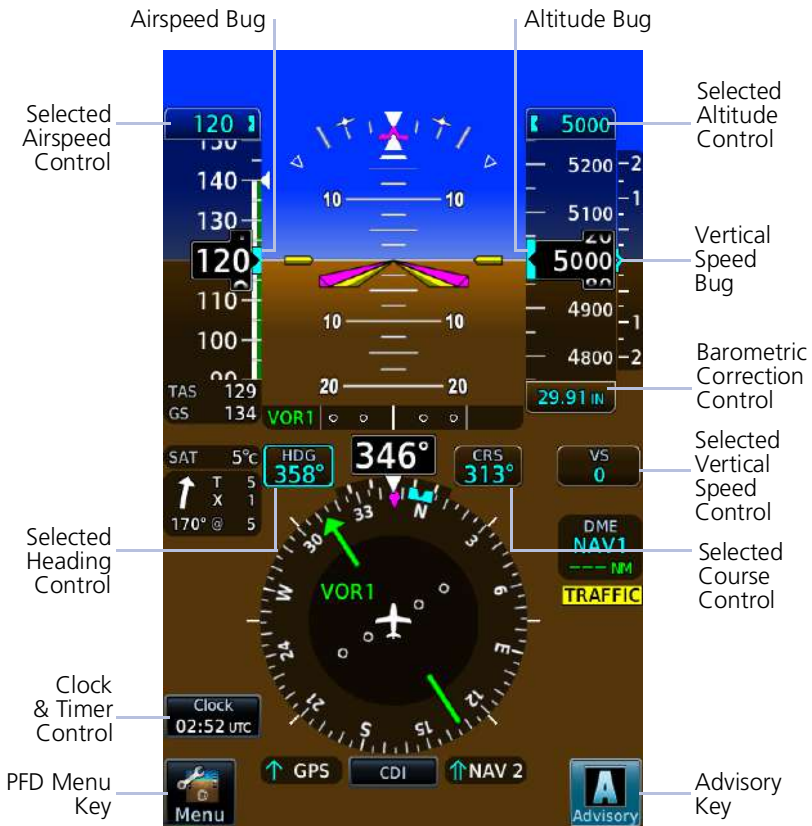 Airspeed Bug
Altitude Bug
Selected
Airspeed
Control
Selected
Altitude
Control
120
5000
140
130
120
110
100
5200
5100
20
5000
4900
4800
2
1
1
2
10
10
10
10
20
20
Vertical
Speed
Bug
Barometric
Correction
Control
TAS 129
GS 134
VOR1
29.91 IN
SAT 5°C
HDG
358°
346°
CRS
313°
VS
0
T 5
X 1
170° @ 5
Selected
Vertical
Speed
Control
DME
NAV1
--- NM
TRAFFIC
Selected
Heading
Control
Selected
Course
Control
33
N
3
6
E
12
15
S
21
24
W
30
VOR1
Clock
& Timer
Control
Clock
02:52 UTC
PFD Menu
Key
Menu
↑ GPS
CDI
⇑ NAV 2
A
Advisory
Advisory
Key